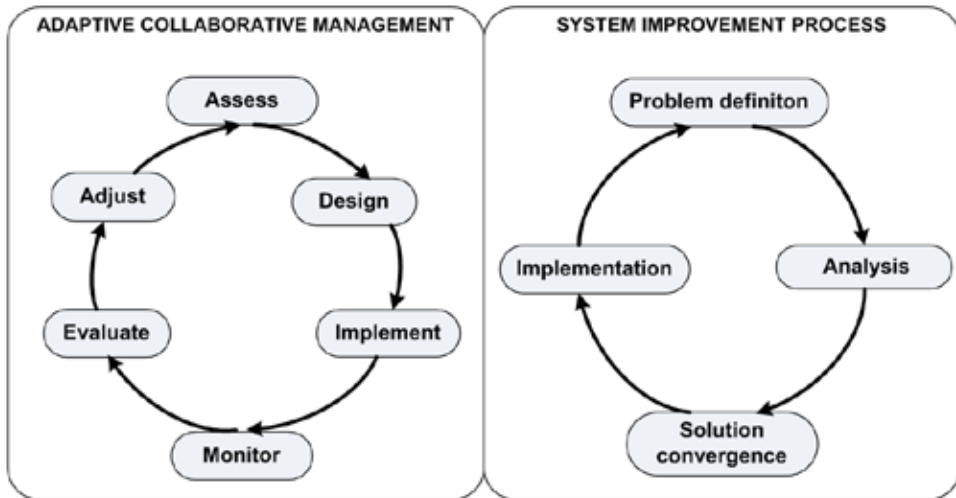 ADAPTIVE COLLABORATIVE MANAGEMENT
Assess
Adjust
Design
Evaluate
Implement
Monitor
SYSTEM IMPROVEMENT PROCESS
Problem definiton
Implementation
Analysis
Solution
convergence